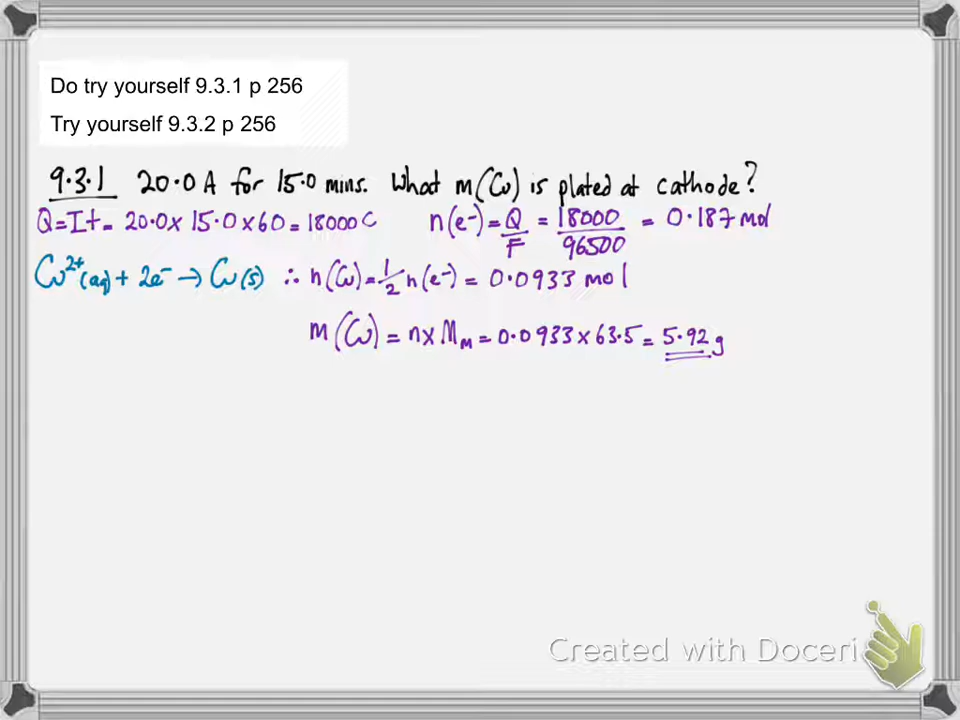 Do try yourself 9.3.1 p 256
Try yourself 9.3.2 p 256
9.3.1 20.0 A for 15.0 mins. What m(Cu) is plated at cathode?
Q=It= 20.0 x 15.0 x 60 = 18000C n(e⁻) = Q/F = 18000/96500 = 0.187 mol
Cu²⁺(aq) + 2e⁻ → Cu(s) ∴ n(Cu) = 1/2 n(e⁻) = 0.0933 mol
m(Cu) = n x Mm = 0.0933 x 63.5 = 5.92 g
Created with Doceri